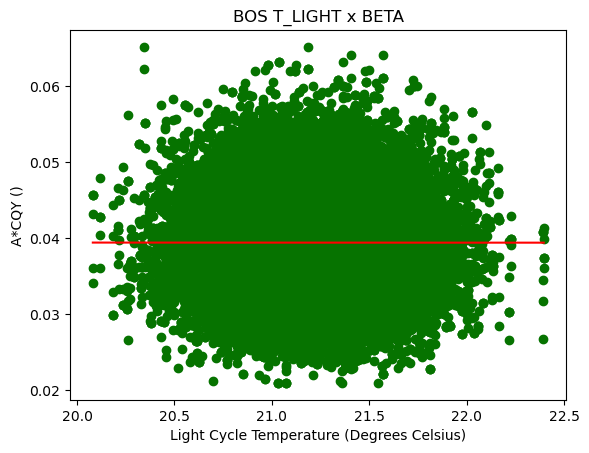 BOS T_LIGHT x BETA
A*CQY ()
0.06
0.05
0.04
0.03
0.02
20.0 20.5 21.0 21.5 22.0 22.5
Light Cycle Temperature (Degrees Celsius)